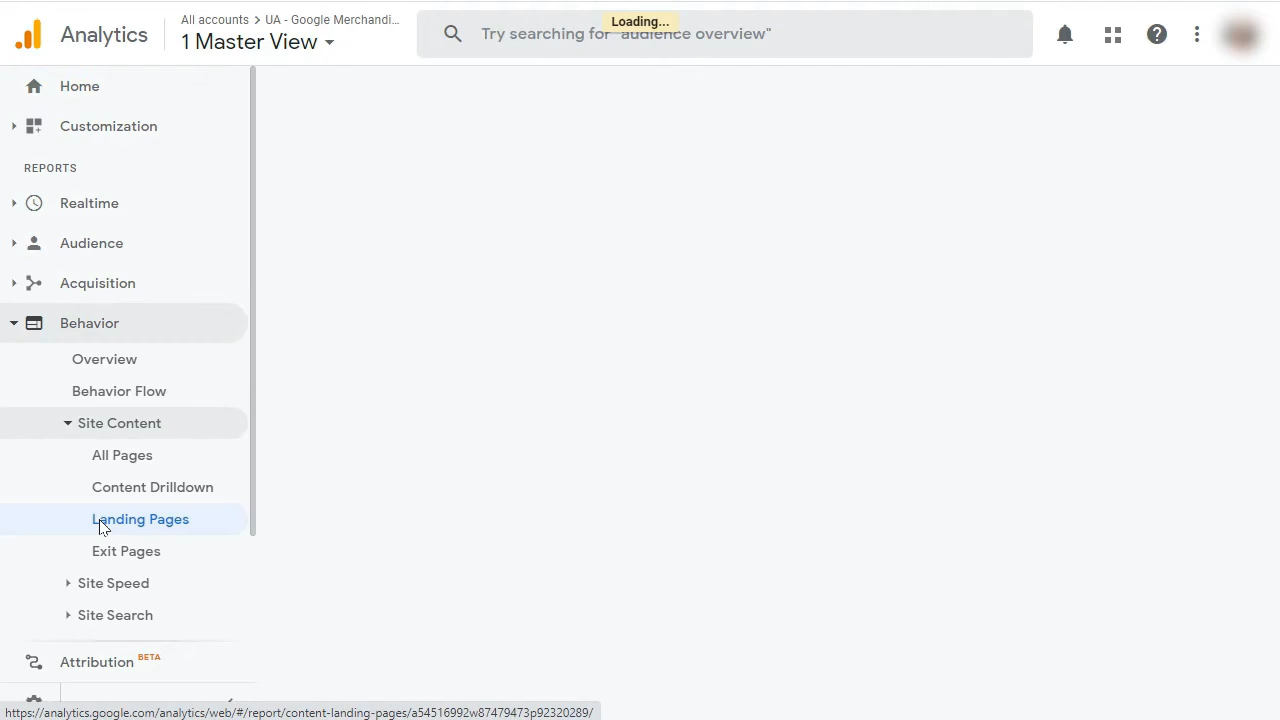 Analytics
All accounts > UA - Google Merchandi...
1 Master View
Loading...
Try searching for "audience overview"
Home
Customization
REPORTS
Realtime
Audience
Acquisition
Behavior
Overview
Behavior Flow
Site Content
All Pages
Content Drilldown
Landing Pages
Exit Pages
Site Speed
Site Search
Attribution BETA
https://analytics.google.com/analytics/web/#/report/content-landing-pages/a54516992w87479473p92320289/